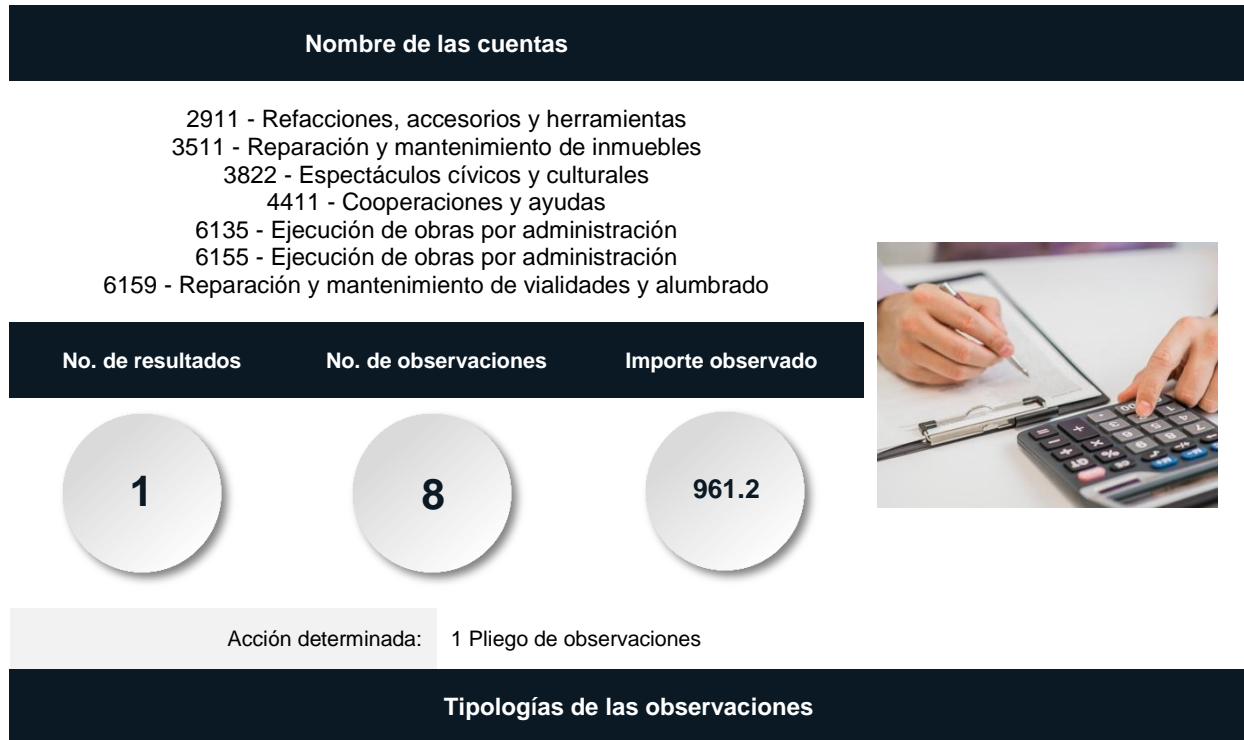 Nombre de las cuentas
2911 - Refacciones, accesorios y herramientas
3511 - Reparación y mantenimiento de inmuebles
3822 - Espectáculos cívicos y culturales
4411 - Cooperaciones y ayudas
6135 - Ejecución de obras por administración
6155 - Ejecución de obras por administración
6159 - Reparación y mantenimiento de vialidades y alumbrado
No. de resultados No. de observaciones Importe observado
1 8 961.2
Acción determinada: 1 Pliego de observaciones
Tipologías de las observaciones